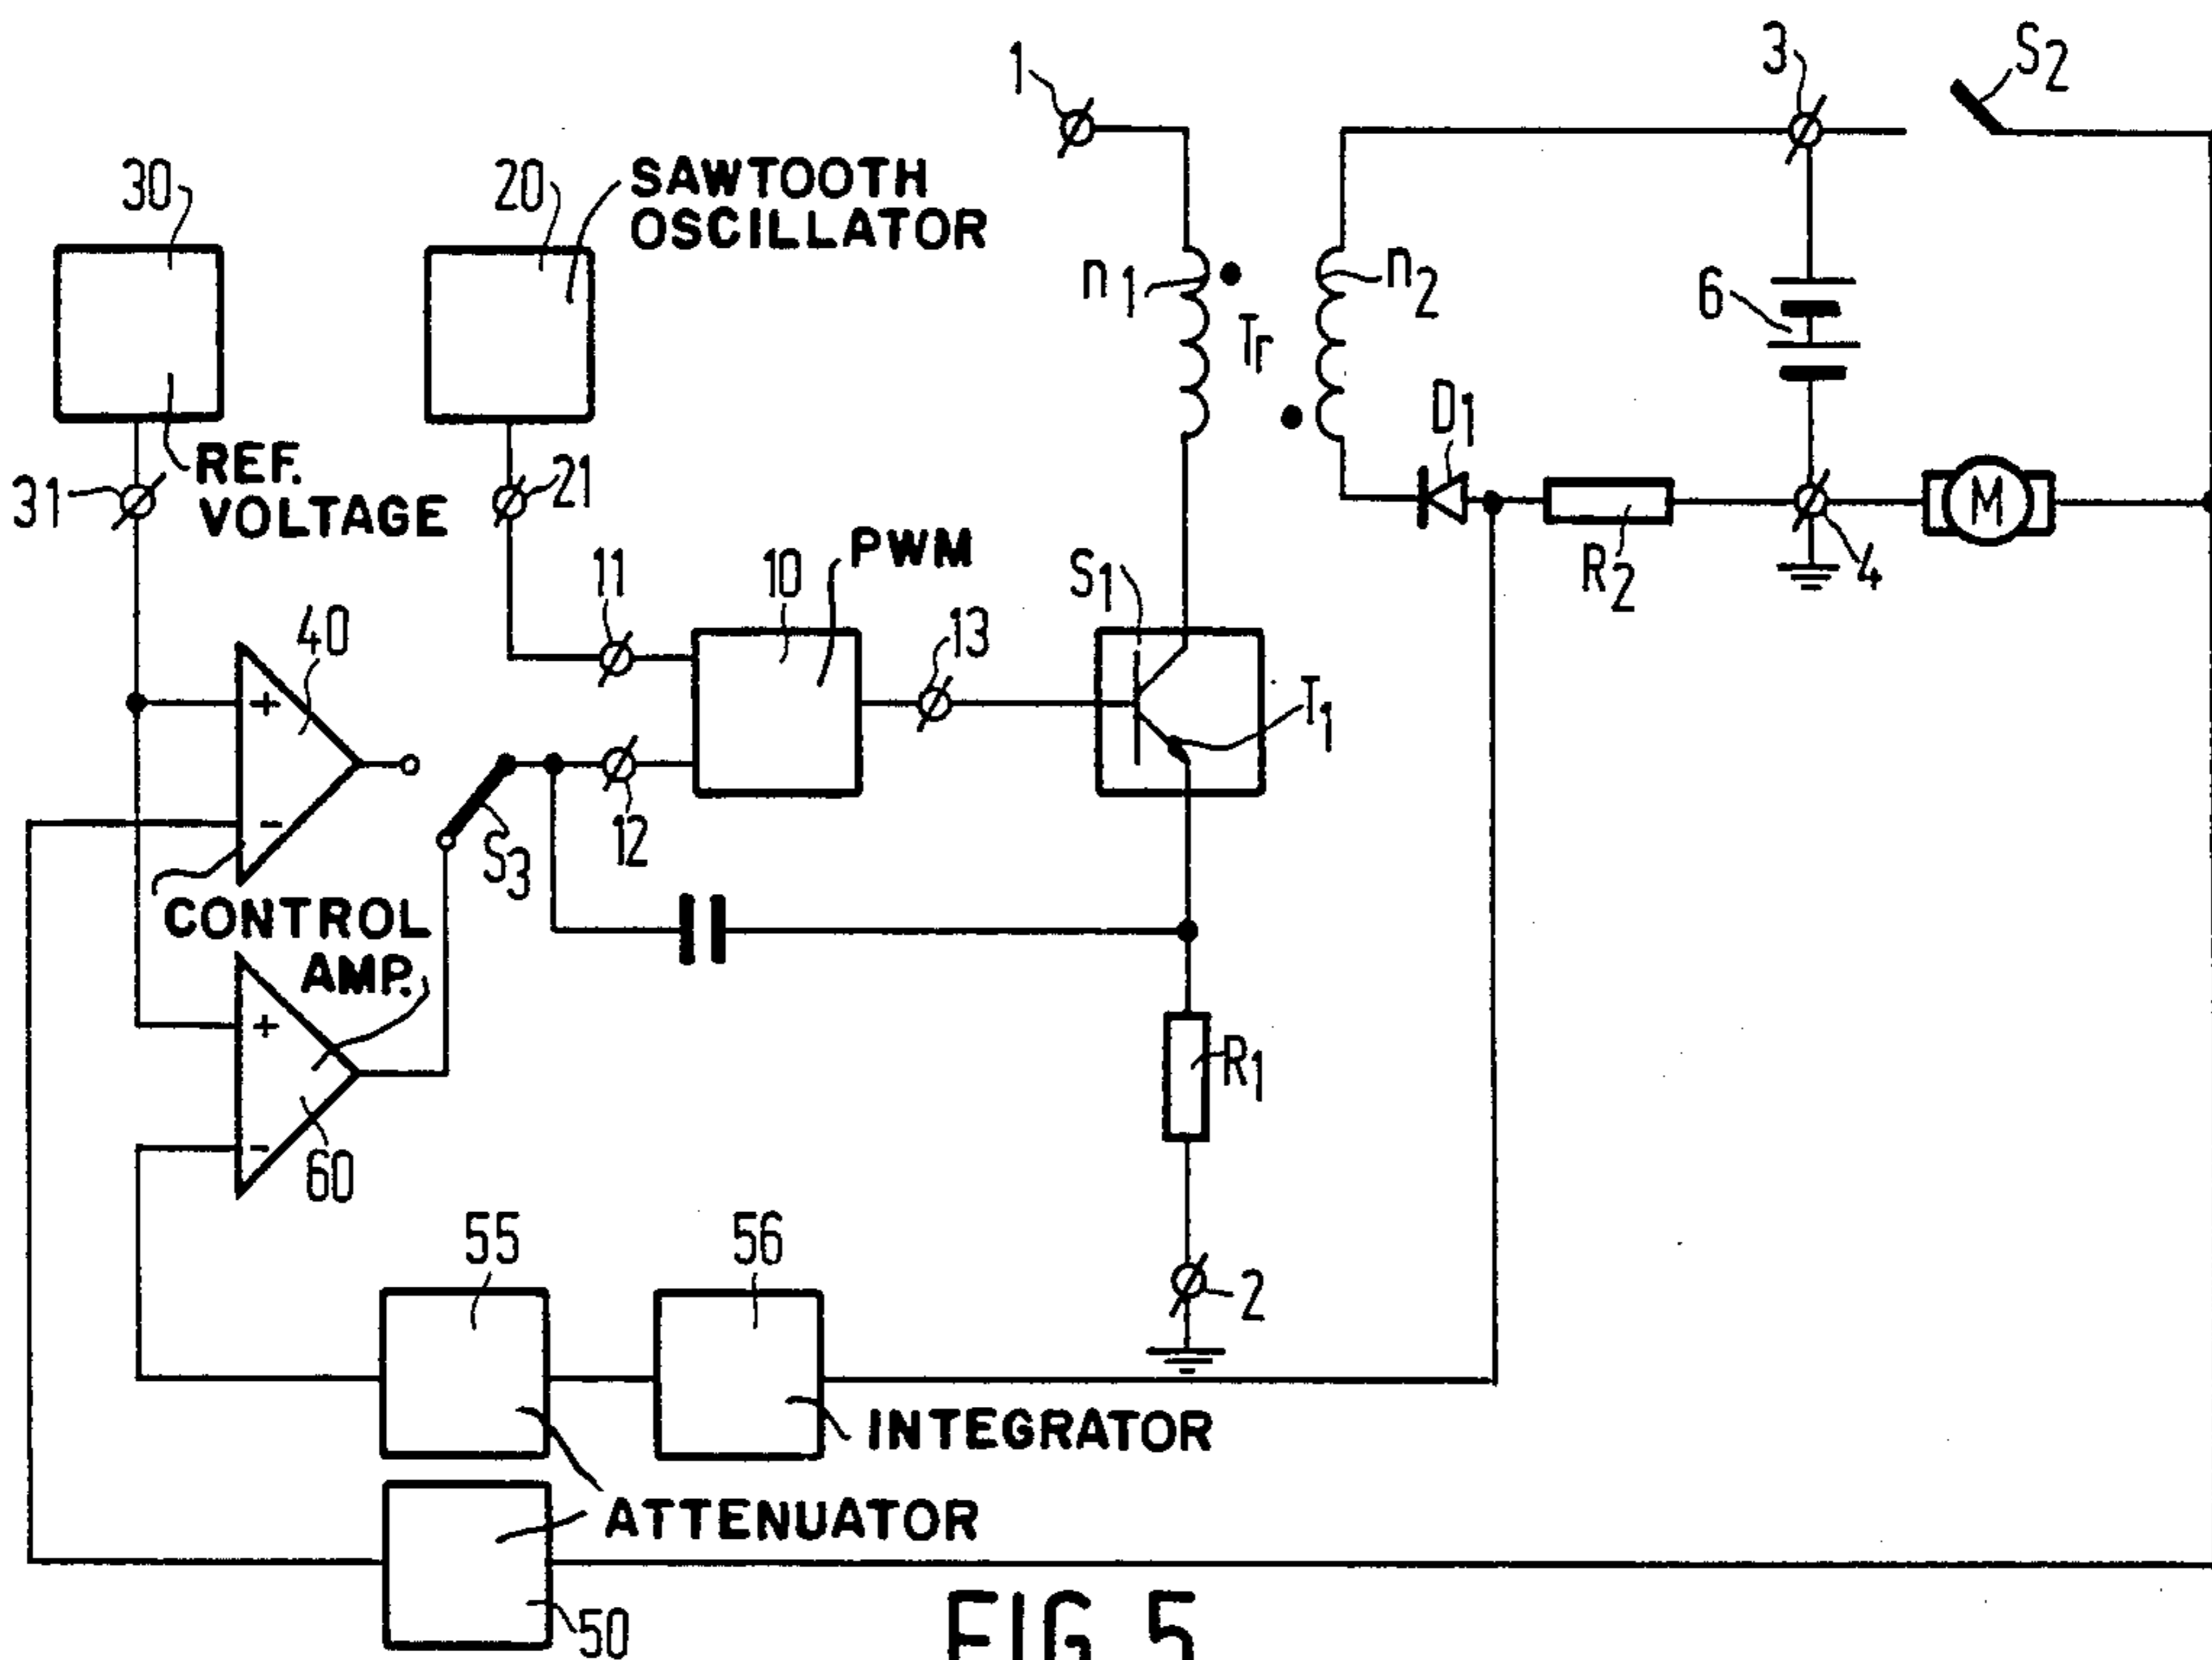 1
3
S2
30
20
SAWTOOTH
OSCILLATOR
n1
Tr
n2
6
D1
31
REF.
VOLTAGE
21
M
11
10
PWM
S1
R2
4
40
13
+
T1
-
S3
12
CONTROL
AMP.
+
R1
-
60
55
56
2
INTEGRATOR
ATTENUATOR
50
FIG. 5